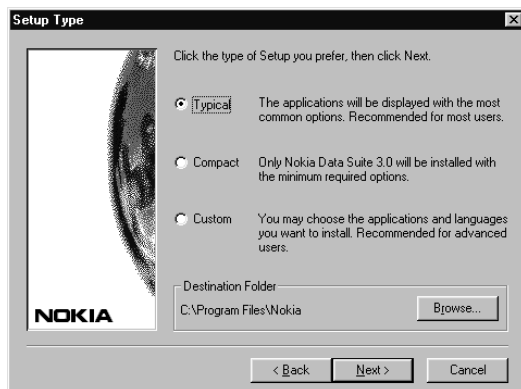 Setup Type
Click the type of Setup you prefer, then click Next.
Typical
The applications will be displayed with the most
common options. Recommended for most users.
Compact
Only Nokia Data Suite 3.0 will be installed with
the minimum required options.
Custom
You may choose the applications and languages
you want to install. Recommended for advanced
users.
Destination Folder
C:\Program Files\Nokia
Browse...
NOKIA
< Back
Next >
Cancel